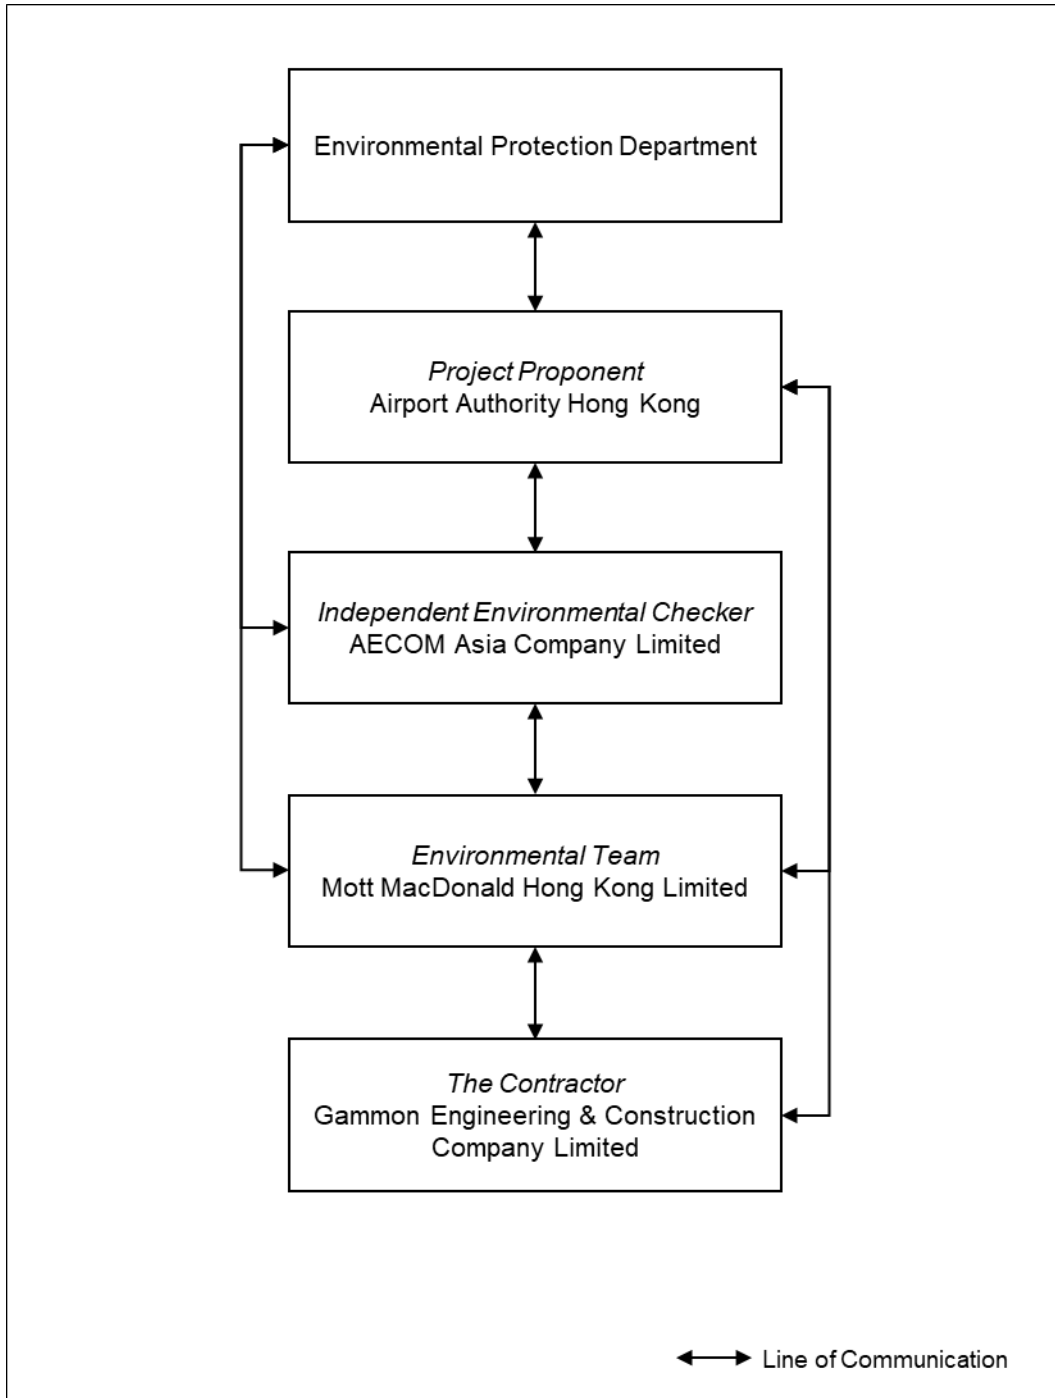 Environmental Protection Department
Project Proponent
Airport Authority Hong Kong
Independent Environmental Checker
AECOM Asia Company Limited
Environmental Team
Mott MacDonald Hong Kong Limited
The Contractor
Gammon Engineering & Construction
Company Limited
Line of Communication